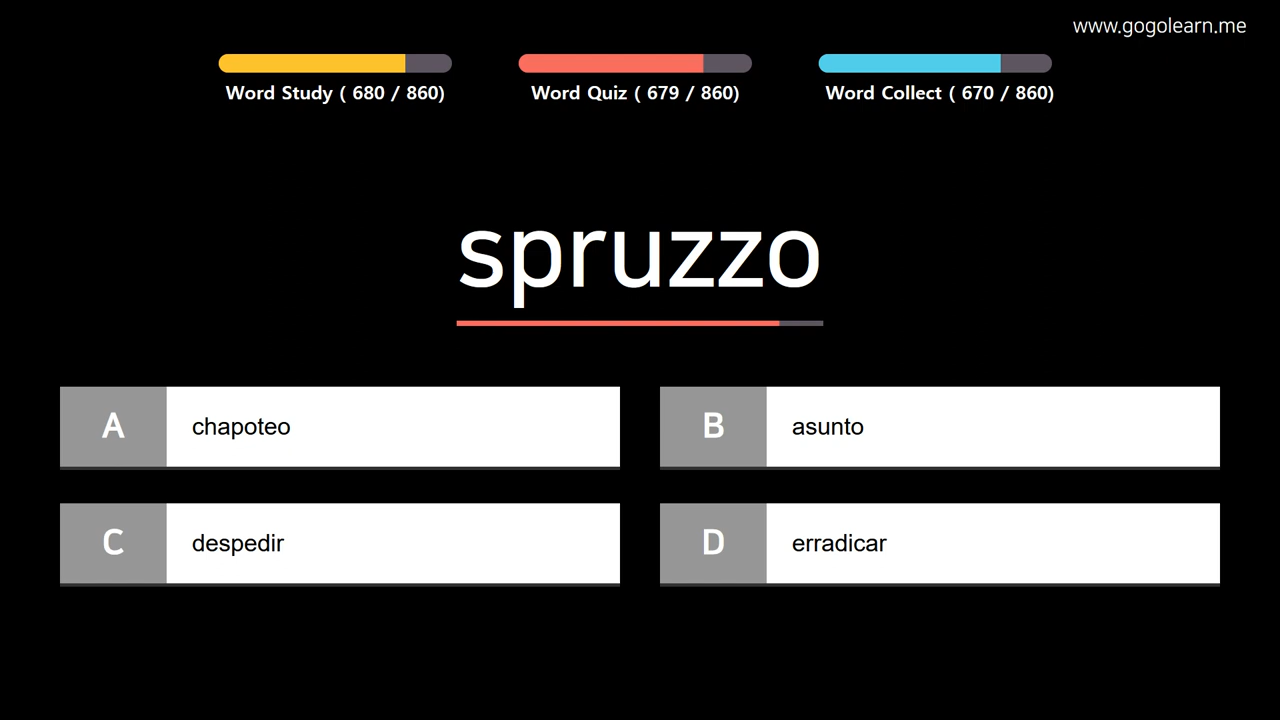 www.gogolearn.me
Word Study ( 680 / 860)
Word Quiz ( 679 / 860)
Word Collect ( 670 / 860)
spruzzo
A
chapoteo
B
asunto
C
despedir
D
erradicar